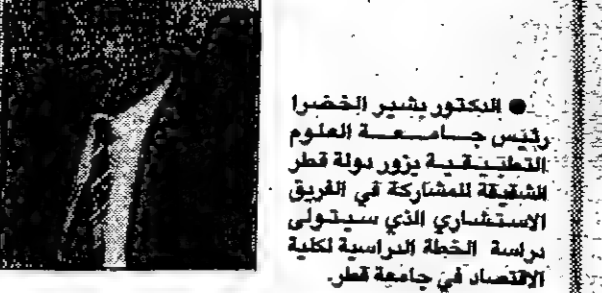 ● الدكتور بشير الخضرا
رئيس جامعة العلوم
التطبيقية يزور دولة قطر
الشقيقة للمشاركة في الفريق
الاستشاري الذي سيتولى
دراسة الخطة الدراسية لكلية
الاقتصاد في جامعة قطر.